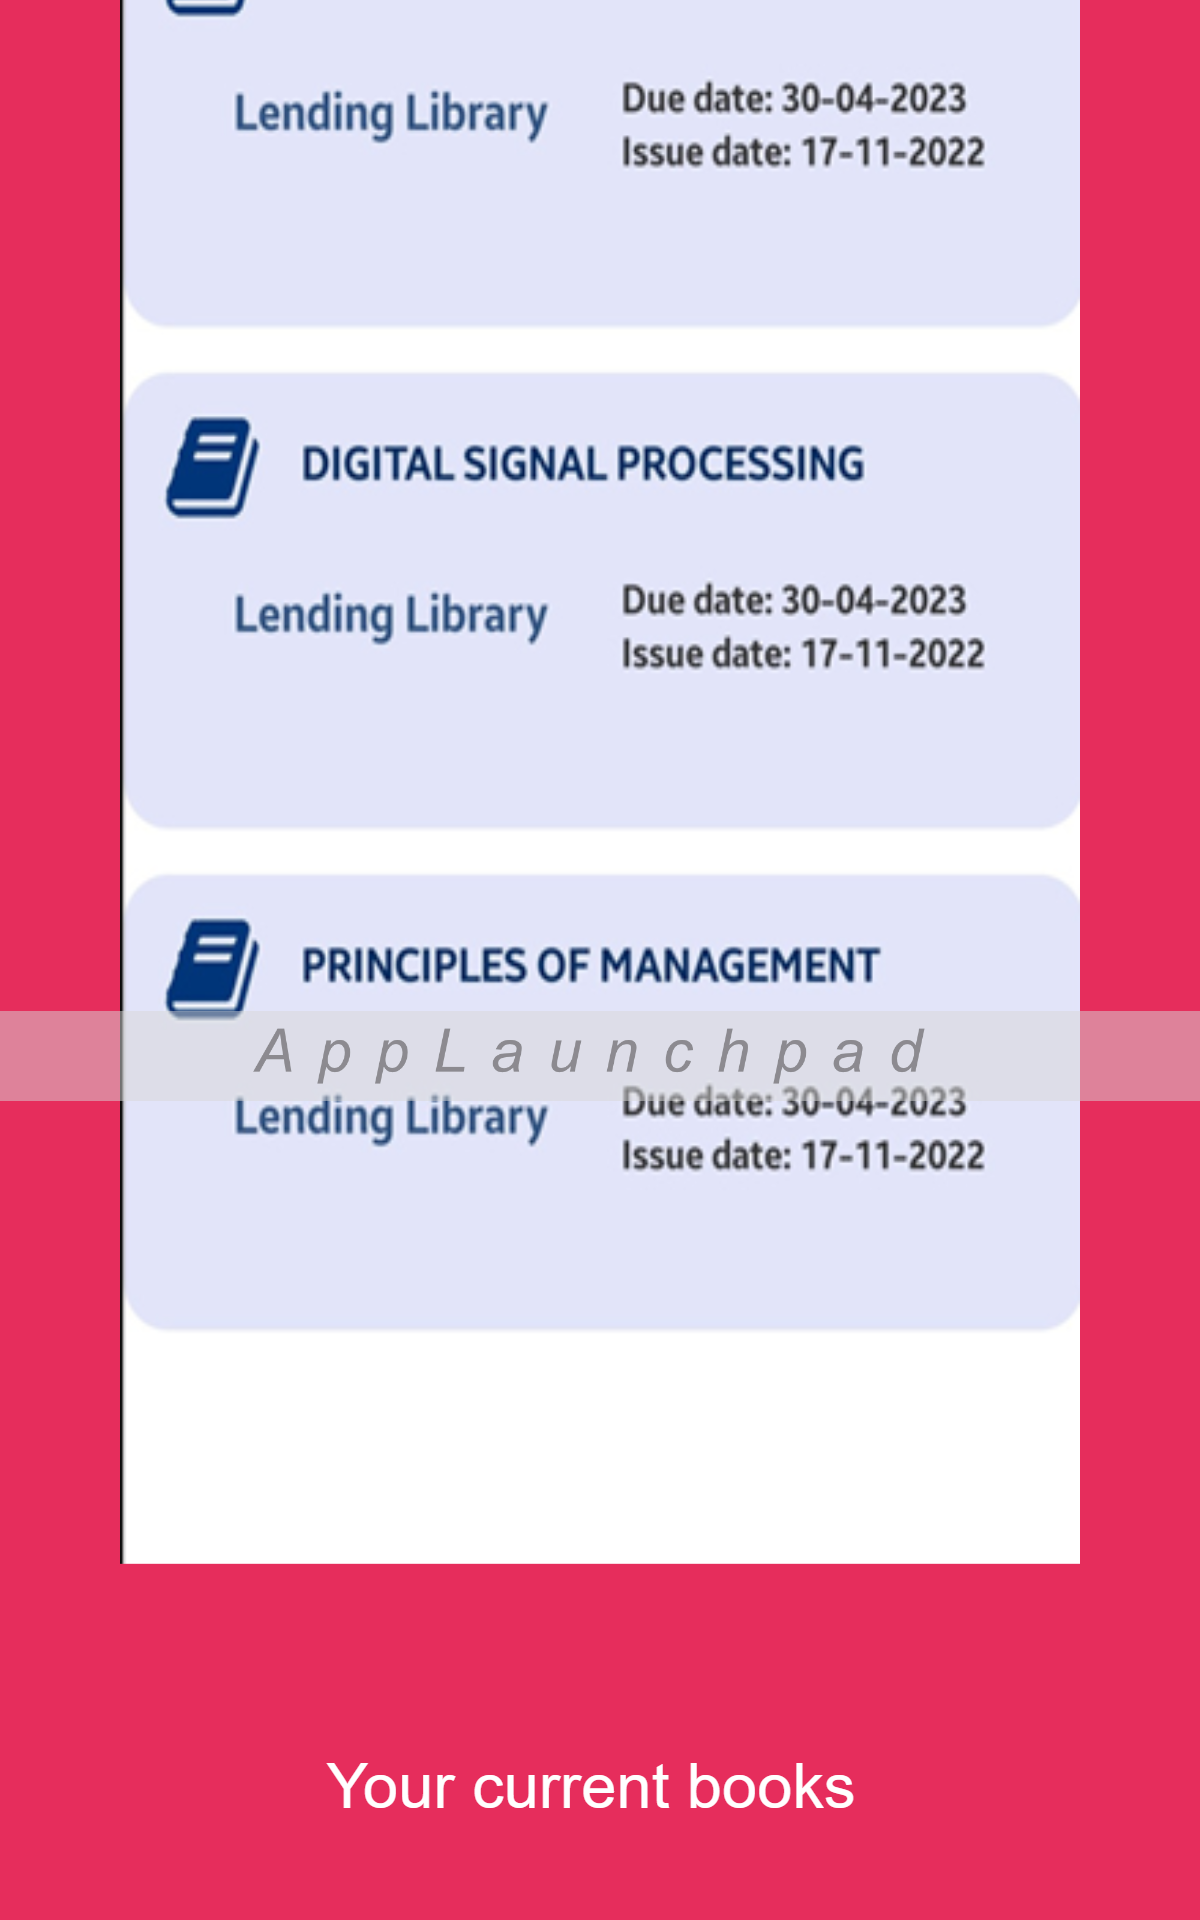 Lending Library
Due date: 30-04-2023
Issue date: 17-11-2022
DIGITAL SIGNAL PROCESSING
Lending Library
Due date: 30-04-2023
Issue date: 17-11-2022
PRINCIPLES OF MANAGEMENT
AppLaunchpad
Lending Library
Due date: 30-04-2023
Issue date: 17-11-2022
Your current books